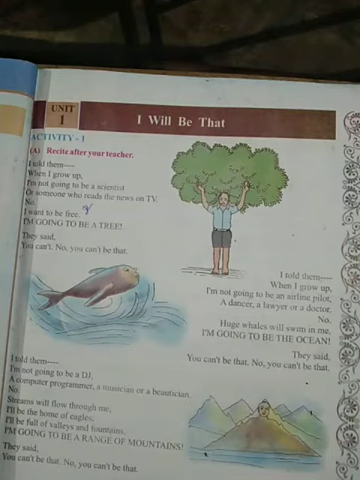 UNIT
1
I Will Be That
ACTIVITY - 1
(A) Recite after your teacher.
I told them----
When I grow up,
I'm not going to be a scientist
Or someone who reads the news on TV.
No.
I want to be free.
I'M GOING TO BE A TREE!
They said,
You can't. No, you can't be that.
I told them----
When I grow up,
I'm not going to be an airline pilot,
A dancer, a lawyer or a doctor.
No.
Huge whales will swim in me.
I'M GOING TO BE THE OCEAN!
They said,
You can't be that. No, you can't be that.
I told them----
I'm not going to be a DJ,
A computer programmer, a musician or a beautician.
No.
Streams will flow through me,
I'll be the home of eagles;
I'll be full of valleys and fountains,
I'M GOING TO BE A RANGE OF MOUNTAINS!
They said,
You can't be that. No, you can't be that.